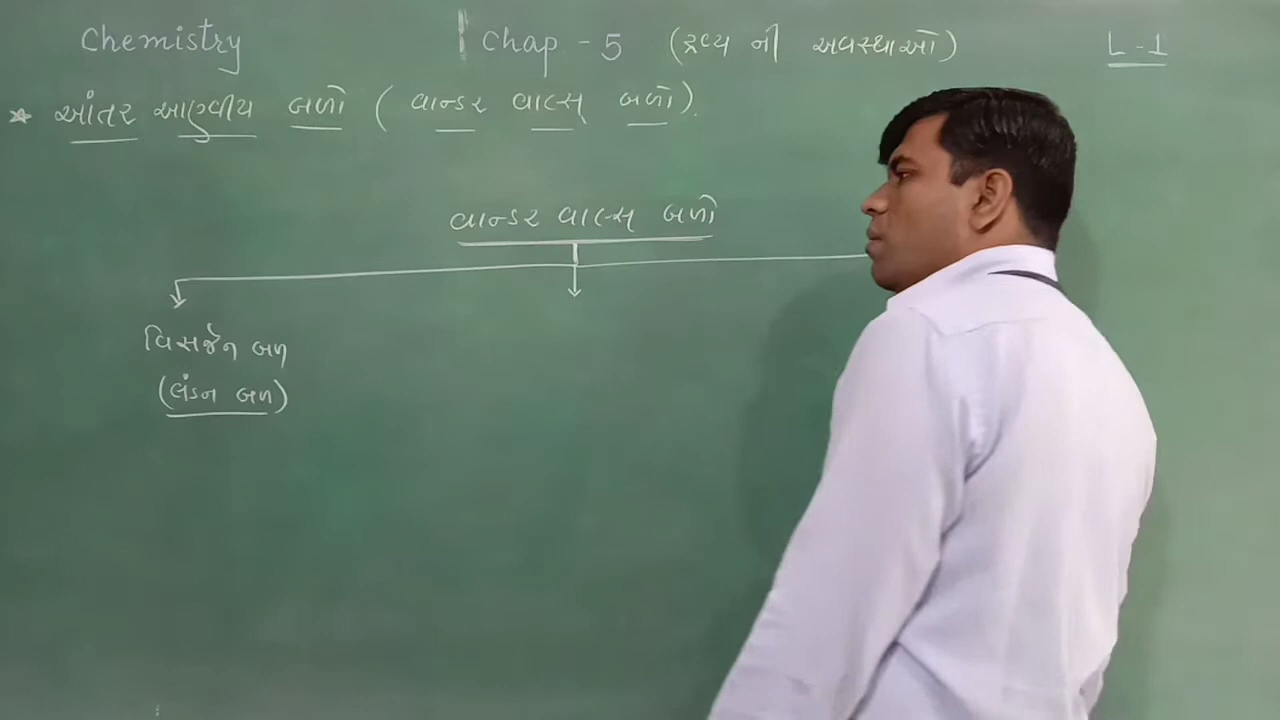 Chemistry Chap - 5 (દ્રવ્ય ની અવસ્થાઓ) L - 1
* આંતર આણ્વીય બળો (વાન્ડર વાલ્સ બળો).
વાન્ડર વાલ્સ બળો
વિસર્જન બળ
(લંડન બળ)